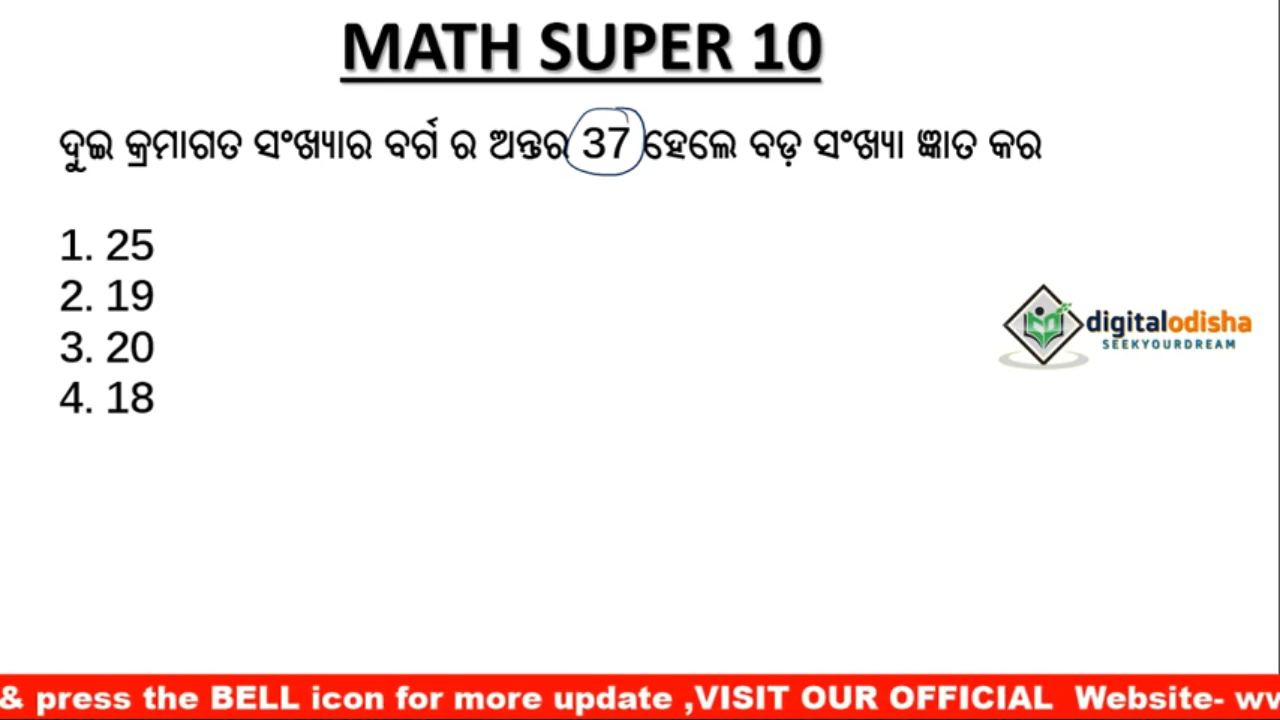 MATH SUPER 10
ଦୁଇ କ୍ରମାଗତ ସଂଖ୍ୟାର ବର୍ଗ ର ଅନ୍ତର 37 ହେଲେ ବଡ଼ ସଂଖ୍ୟା ଜ୍ଞାତ କର
1. 25
2. 19
3. 20
4. 18
digitalodisha
SEEKYOURDREAM
& press the BELL icon for more update ,VISIT OUR OFFICIAL Website-